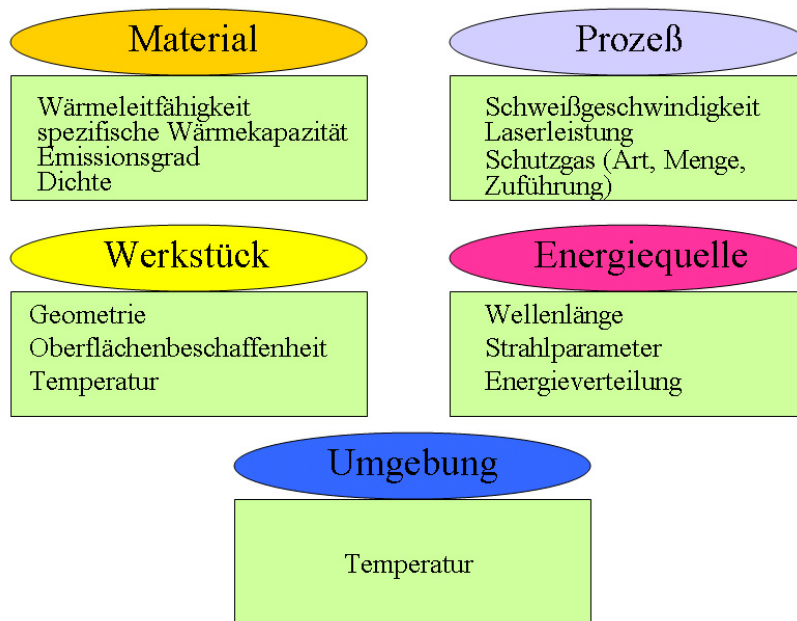 Material
Wärmeleitfähigkeit
spezifische Wärmekapazität
Emissionsgrad
Dichte
Prozeß
Schweißgeschwindigkeit
Laserleistung
Schutzgas (Art, Menge,
Zuführung)
Werkstück
Geometrie
Oberflächenbeschaffenheit
Temperatur
Energiequelle
Wellenlänge
Strahlparameter
Energieverteilung
Umgebung
Temperatur